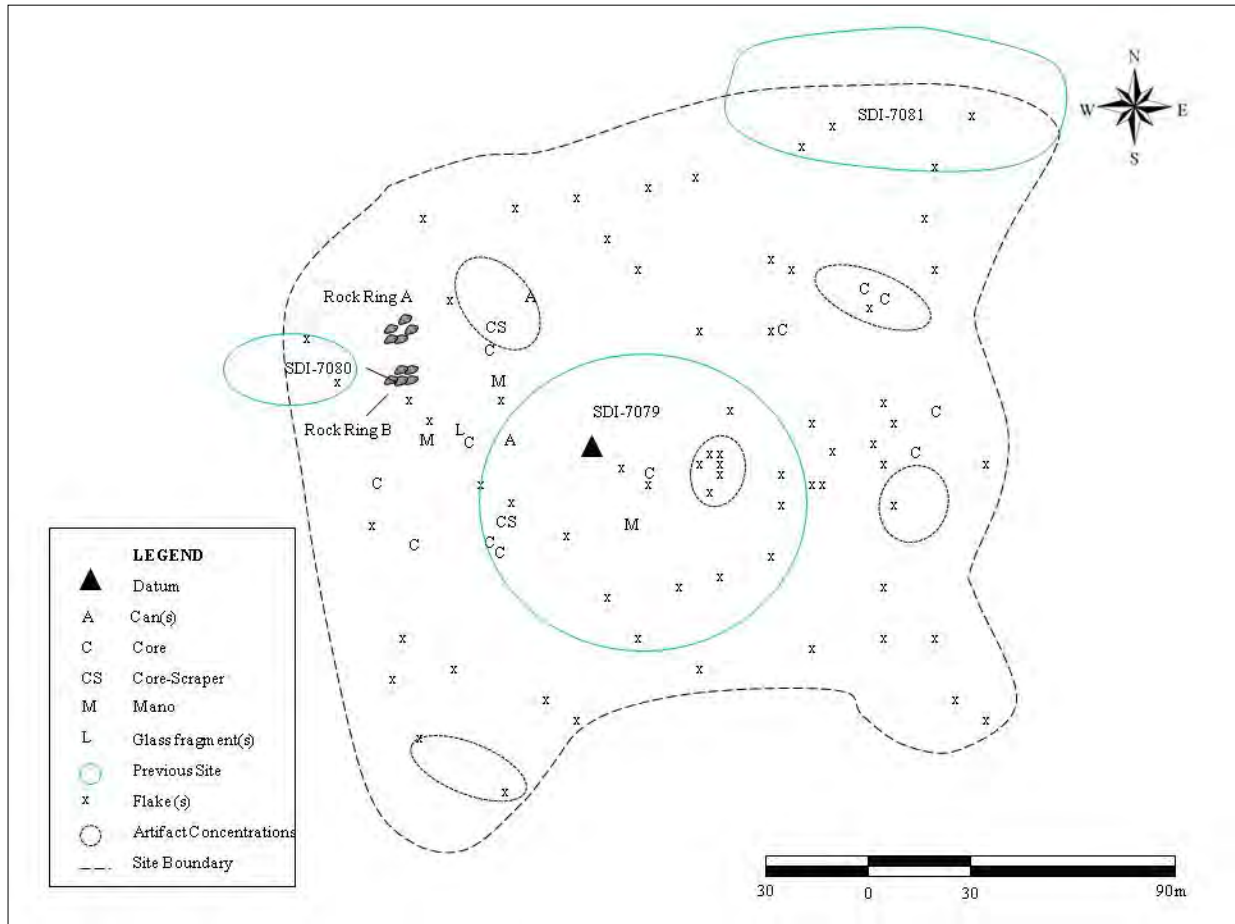 N
W E
S
SDI-7081
x x
x
x
x x
x x
x x
x
x x
x
x x
Rock Ring A
x A
C C
x
CS
x x C
x
C
SDI-7080
x
M
x x
Rock Ring B
x
M L C A
SDI-7079
x
x x C
x x
x
C
x x
x x
x
x x
x
x C
x x
x
C
x x x
x x
x
x
x
CS
M
C
C
x
C
x
x
x x
x
x
x x
x x
x
x
x
x
x
x
x
x
x
x
LEGEND
Datum
A Can(s)
C Core
CS Core-Scraper
M Mano
L Glass fragment(s)
Previous Site
x Flake(s)
Artifact Concentrations
Site Boundary
30 0 30 90m